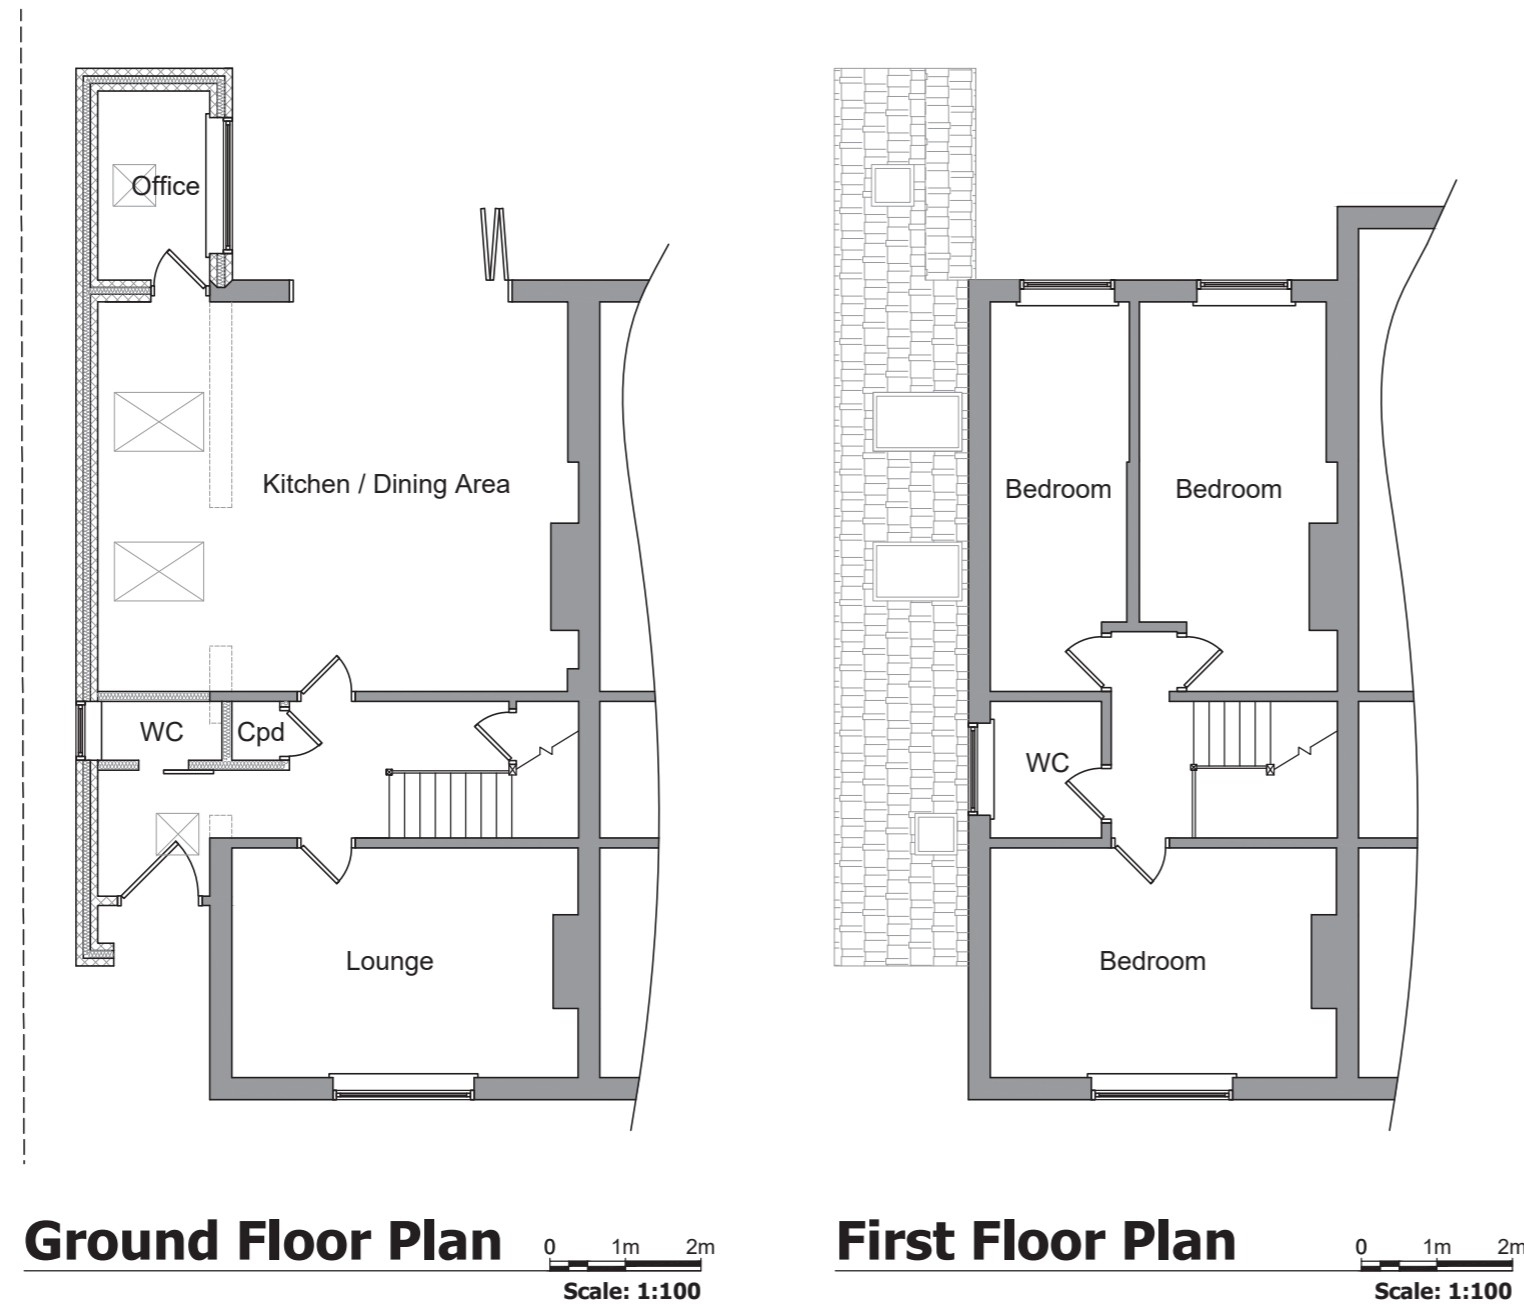 Office
Kitchen / Dining Area
WC
Cpd
Lounge
Ground Floor Plan
0 1m 2m
Scale: 1:100
Bedroom
Bedroom
WC
Bedroom
First Floor Plan
0 1m 2m
Scale: 1:100